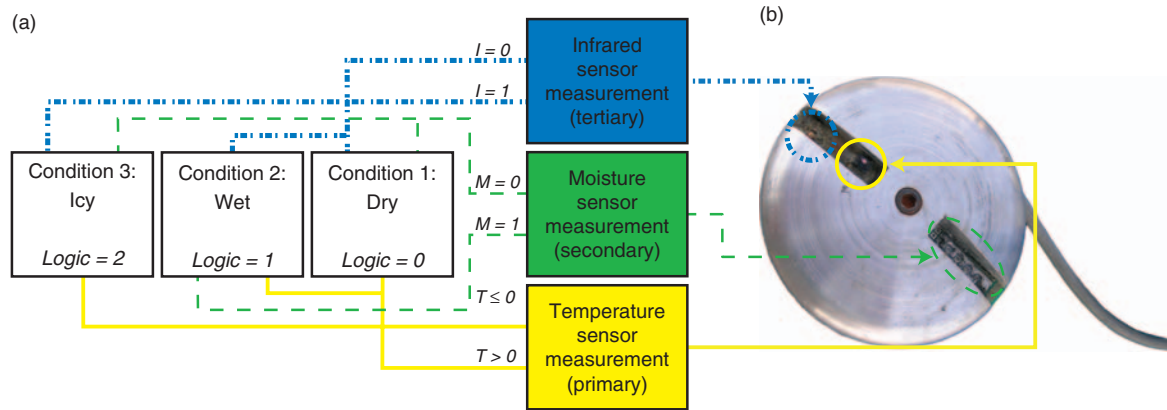 (a)
I = 0
I = 1
Infrared
sensor
measurement
(tertiary)
Condition 3:
Icy
Logic = 2
Condition 2:
Wet
Logic = 1
Condition 1:
Dry
Logic = 0
M = 0
M = 1
Moisture
sensor
measurement
(secondary)
T ≤ 0
T > 0
Temperature
sensor
measurement
(primary)
(b)